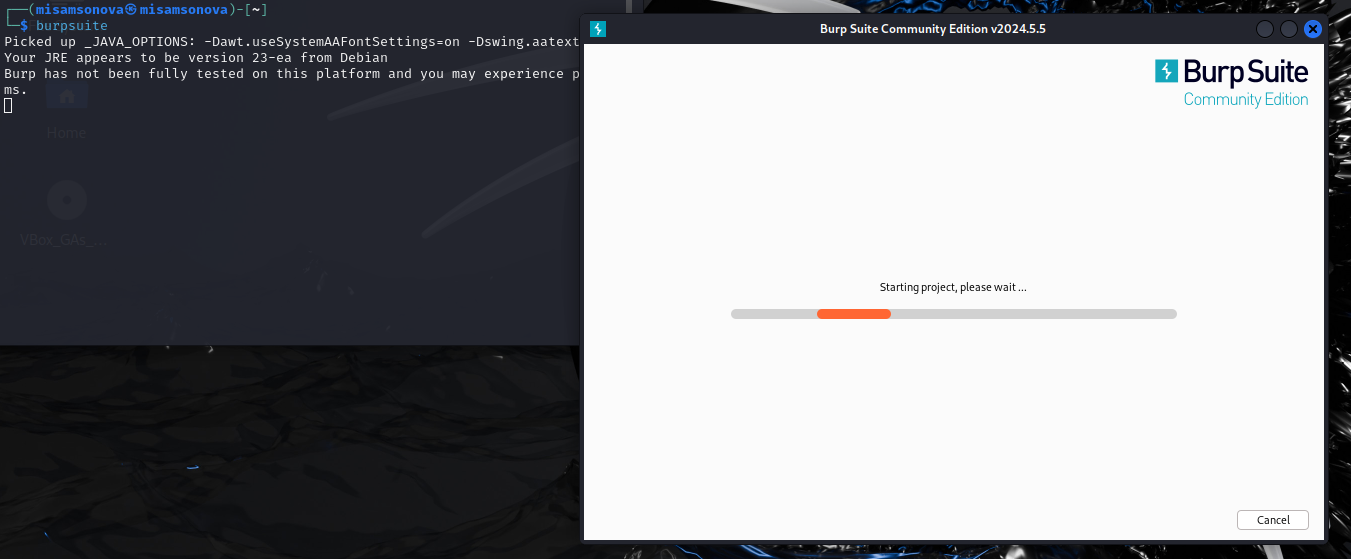 ┌──(misamsonova㉿misamsonova)-[~]
└─$ burpsuite
Picked up _JAVA_OPTIONS: -Dawt.useSystemAAFontSettings=on -Dswing.aatext
Your JRE appears to be version 23-ea from Debian
Burp has not been fully tested on this platform and you may experience p
ms.
Home
VBox_GAs_...
Burp Suite Community Edition v2024.5.5
Burp Suite
Community Edition
Starting project, please wait ...
Cancel